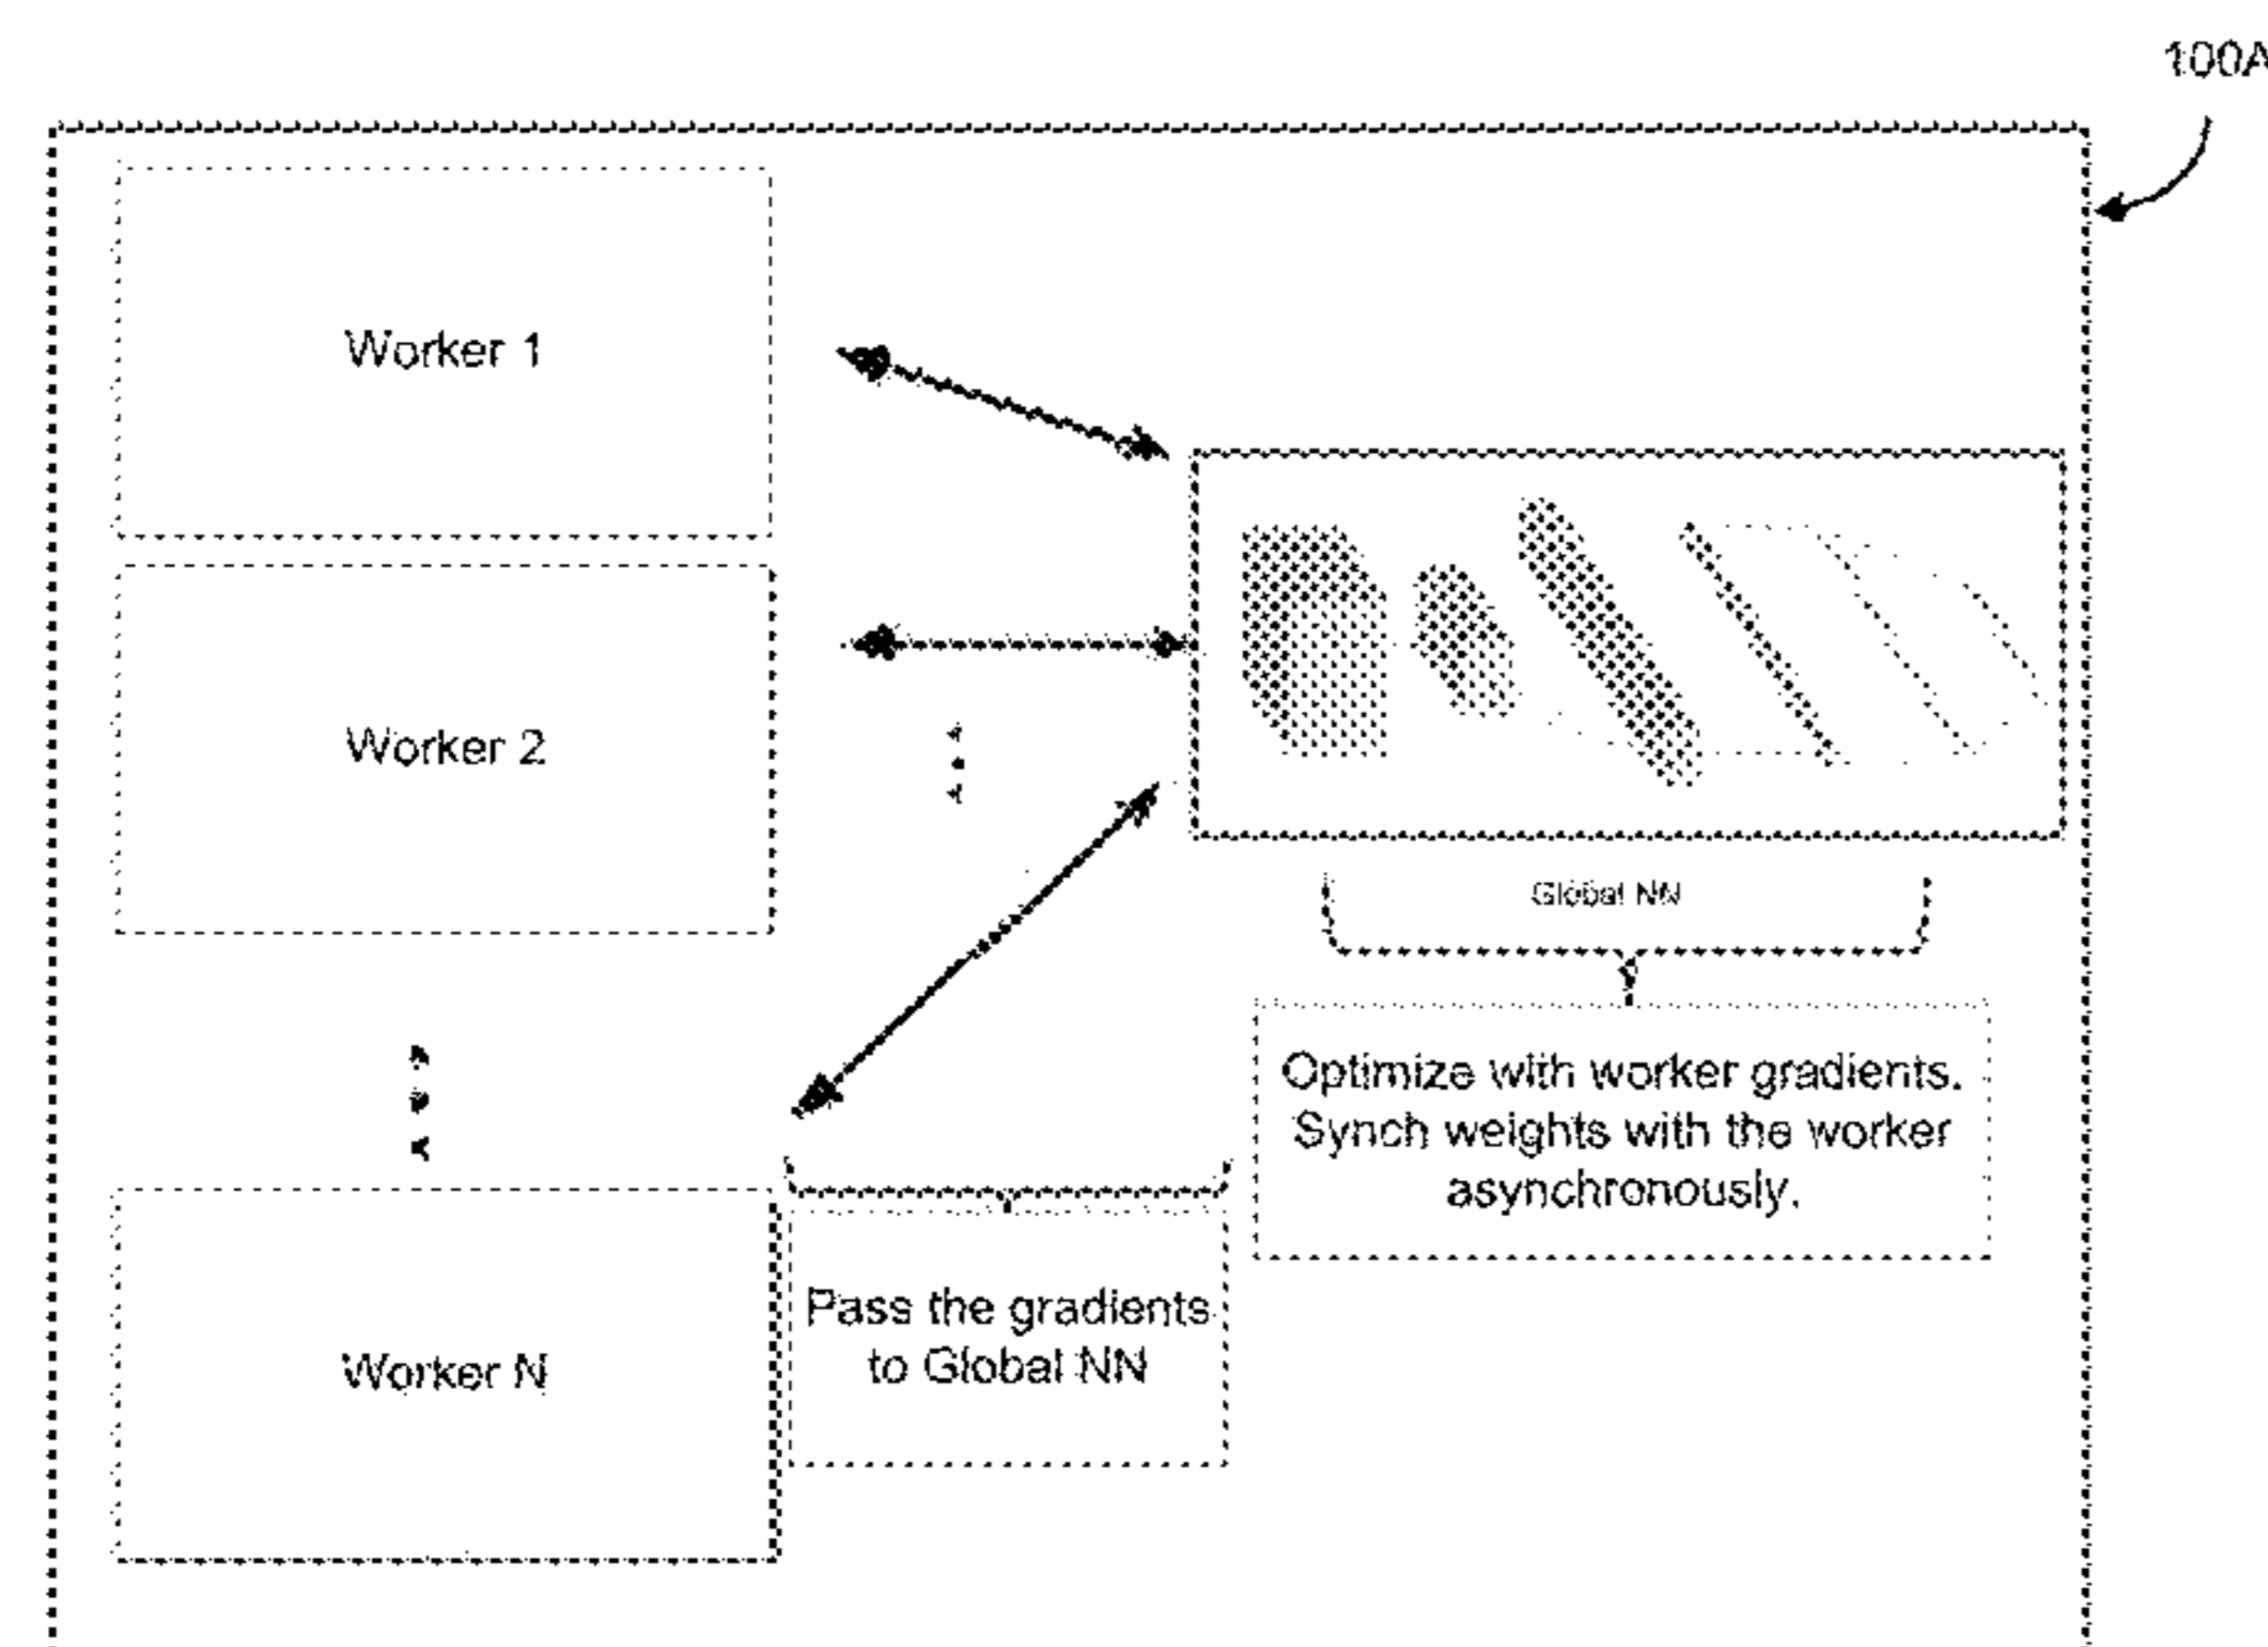 100A
Worker 1
Worker 2
Global NN
Optimize with worker gradients.
Synch weights with the worker
asynchronously.
Pass the gradients
to Global NN
Worker N